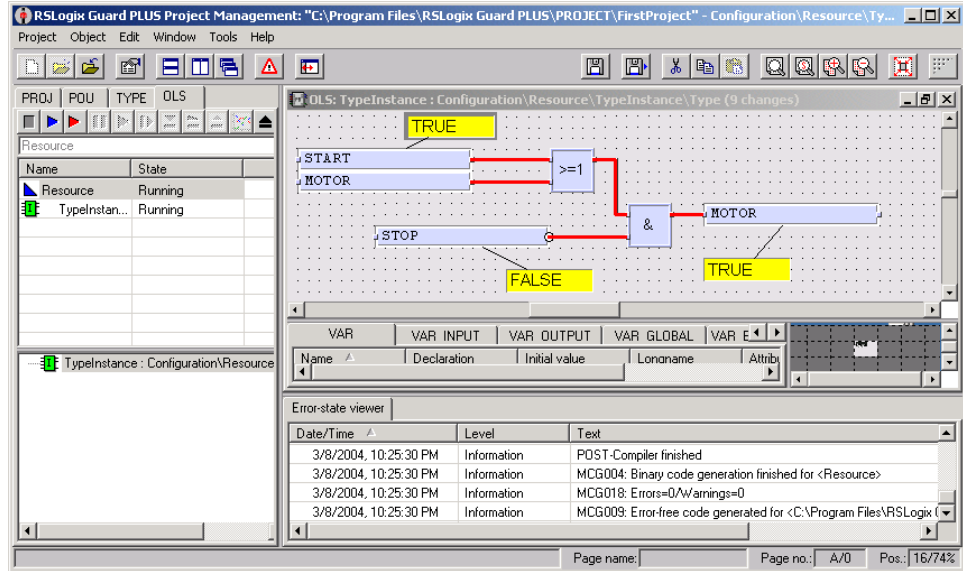 RSLogix Guard PLUS Project Management: "C:\Program Files\RSLogix Guard PLUS\PROJECT\FirstProject" - Configuration\Resource\Ty...
Project Object Edit Window Tools Help
PROJ POU TYPE OLS
OLS: TypeInstance : Configuration\Resource\TypeInstance\Type (9 changes)
Resource
Name State
Resource Running
TypeInstan... Running
TRUE
START
MOTOR
>=1
&
MOTOR
STOP
FALSE
TRUE
VAR VAR INPUT VAR OUTPUT VAR GLOBAL VAR E
Name Declaration Initial value Longname Attribu
TypeInstance : Configuration\Resource
Error-state viewer
Date/Time Level Text
3/8/2004, 10:25:30 PM Information POST-Compiler finished
3/8/2004, 10:25:30 PM Information MCG004: Binary code generation finished for <Resource>
3/8/2004, 10:25:30 PM Information MCG018: Errors=0/Warnings=0
3/8/2004, 10:25:30 PM Information MCG009: Error-free code generated for <C:\Program Files\RSLogix
Page name: Page no.: A/0 Pos.: 16/74%